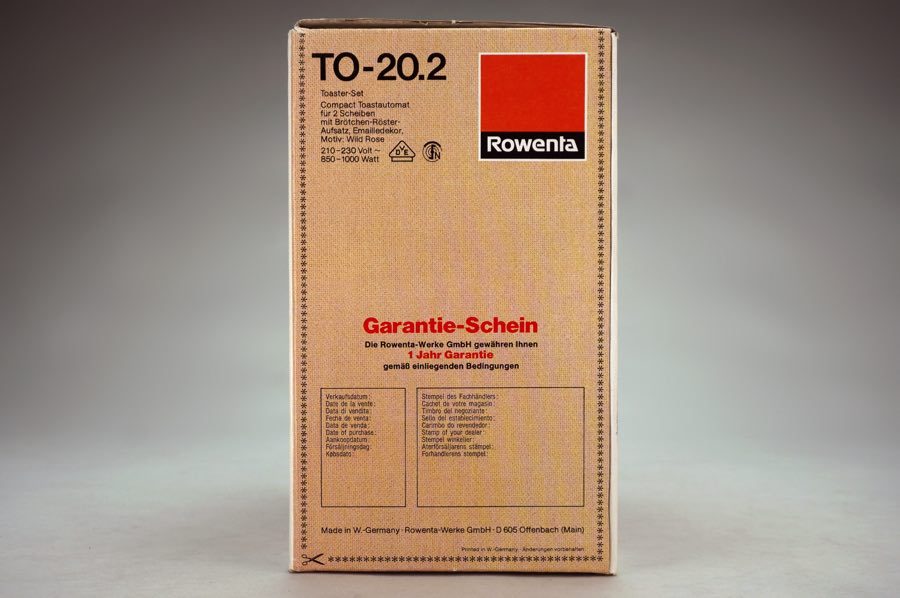 TO-20.2
Rowenta
Toaster-Set
Compact Toastautomat
für 2 Scheiben
mit Brötchen-Röster-
Aufsatz, Emailledekor,
Motiv: Wild Rose
210-230 Volt ~
850-1000 Watt
VDE
Garantie-Schein
Die Rowenta-Werke GmbH gewähren Ihnen
1 Jahr Garantie
gemäß einliegenden Bedingungen
Verkaufsdatum:
Date de la vente:
Data di vendita:
Fecha de venta:
Data de venda:
Date of purchase:
Aankoopdatum:
Försäljningsdag:
Købsdato:
Stempel des Fachhändlers:
Cachet de votre magasin:
Timbro del negoziante:
Sello del establecimiento:
Carimbo do revendedor:
Stamp of your dealer:
Stempel winkelier:
Återförsäljarens stämpel:
Forhandlerens stempel:
Made in W.-Germany · Rowenta-Werke GmbH · D 605 Offenbach (Main)
Printed in W.-Germany. Änderungen vorbehalten.